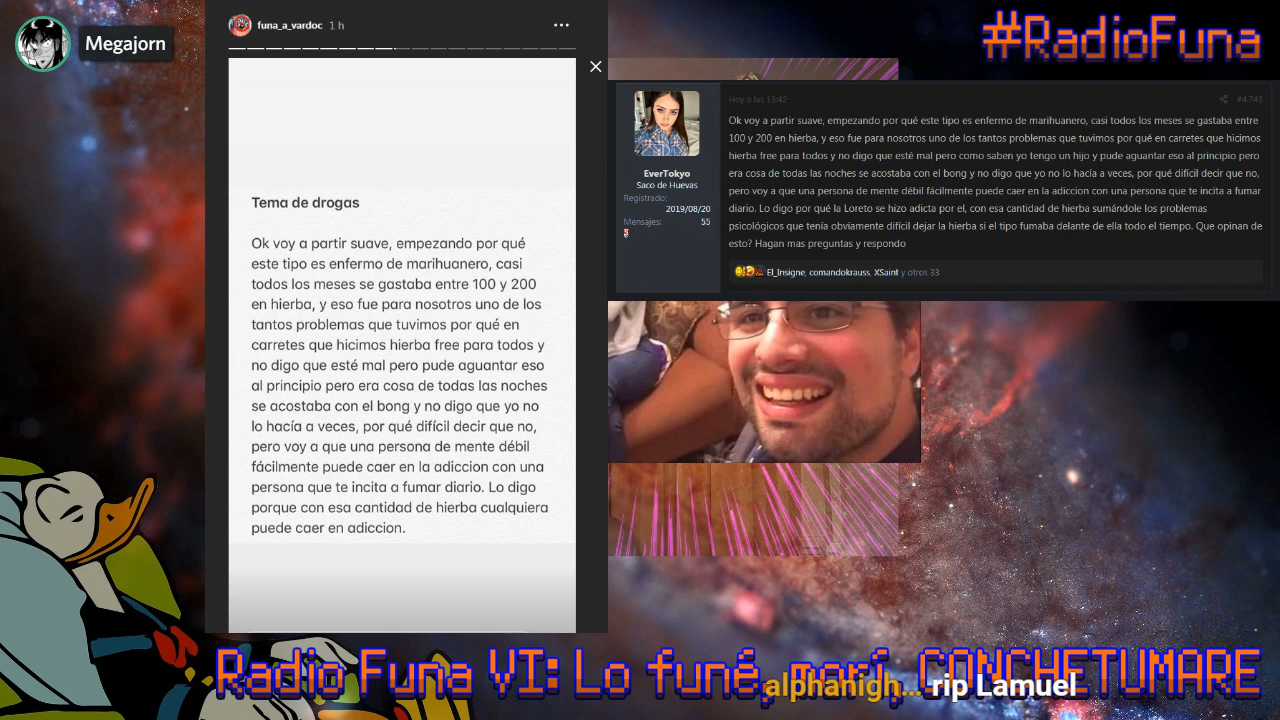 Megajorn
funa_a_vardoc 1 h
Tema de drogas
Ok voy a partir suave, empezando por qué
este tipo es enfermo de marihuanero, casi
todos los meses se gastaba entre 100 y 200
en hierba, y eso fue para nosotros uno de los
tantos problemas que tuvimos por qué en
carretes que hicimos hierba free para todos y
no digo que esté mal pero pude aguantar eso
al principio pero era cosa de todas las noches
se acostaba con el bong y no digo que yo no
lo hacía a veces, por qué difícil decir que no,
pero voy a que una persona de mente débil
fácilmente puede caer en la adiccion con una
persona que te incita a fumar diario. Lo digo
porque con esa cantidad de hierba cualquiera
puede caer en adiccion.
#RadioFuna
Hoy a las 13:42
#4.743
EverTokyo
Saco de Huevas
Registrado:
2019/08/20
Mensajes: 55
Ok voy a partir suave, empezando por qué este tipo es enfermo de marihuanero, casi todos los meses se gastaba entre
100 y 200 en hierba, y eso fue para nosotros uno de los tantos problemas que tuvimos por qué en carretes que hicimos
hierba free para todos y no digo que esté mal pero como saben yo tengo un hijo y pude aguantar eso al principio pero
era cosa de todas las noches se acostaba con el bong y no digo que yo no lo hacía a veces, por qué difícil decir que no,
pero voy a que una persona de mente débil fácilmente puede caer en la adiccion con una persona que te incita a fumar
diario. Lo digo por qué la Loreto se hizo adicta por el, con esa cantidad de hierba sumándole los problemas
psicológicos que tenía obviamente difícil dejar la hierba si el tipo fumaba delante de ella todo el tiempo. Que opinan de
esto? Hagan mas preguntas y respondo
El_Insigne, comandokrauss, XSaint y otros 33
Radio Funa VI: Lo funé, morí, CONCHETUMARE
alphanigh... rip Lamuel